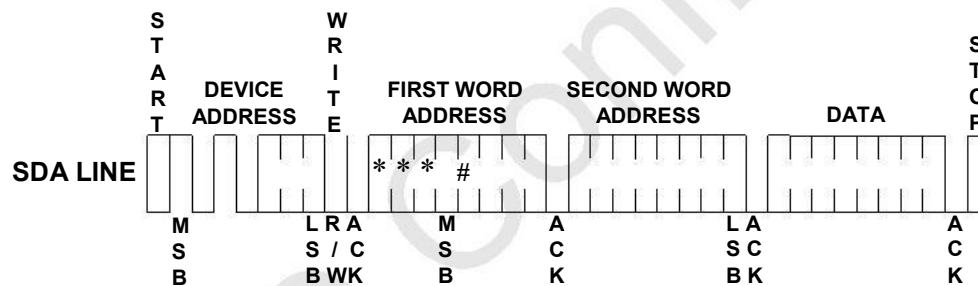 START
WRITE
STOP
DEVICE
ADDRESS
FIRST WORD
ADDRESS
SECOND WORD
ADDRESS
DATA
SDA LINE
* * * #
MSB
LSB
R/W
ACK
MSB
ACK
LSB
ACK
ACK